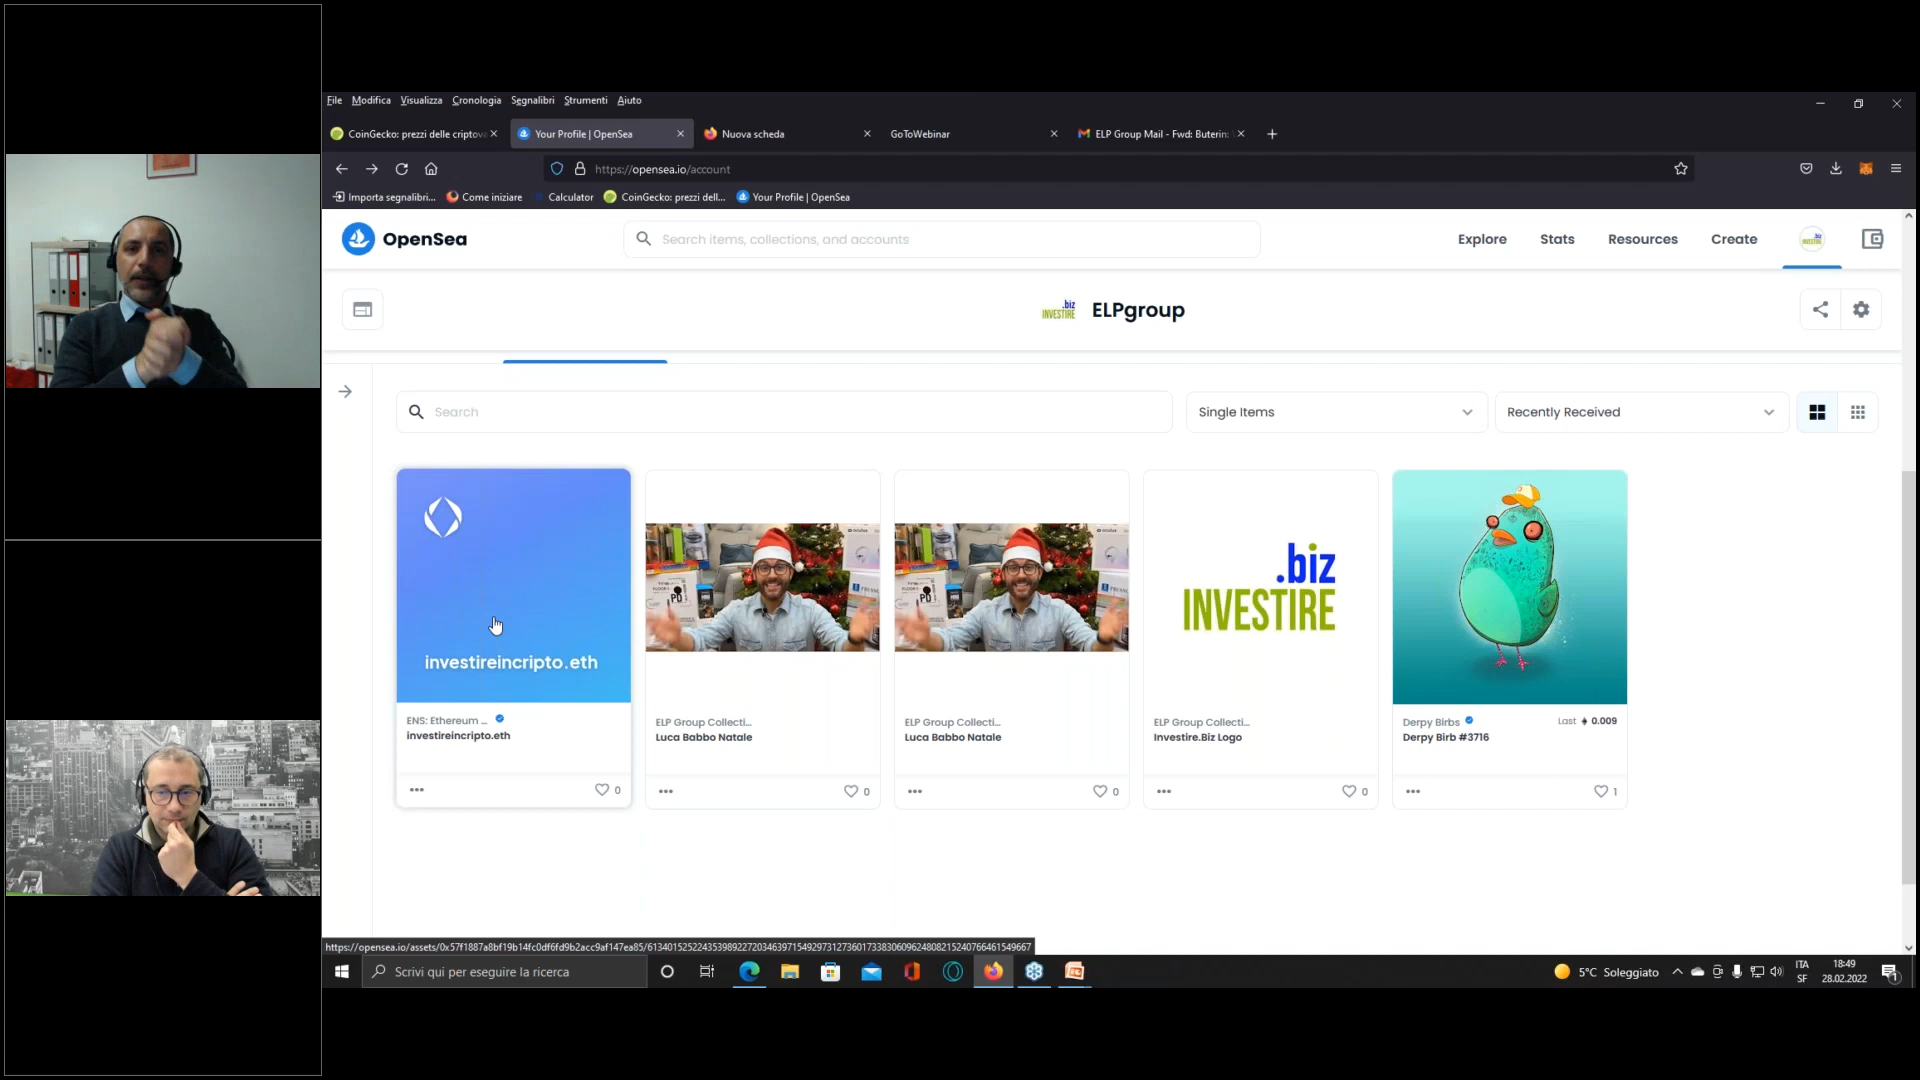 File Modifica Visualizza Cronologia Segnalibri Strumenti Aiuto
CoinGecko: prezzi delle criptova Your Profile | OpenSea Nuova scheda GoToWebinar ELP Group Mail - Fwd: Buterin:
https://opensea.io/account
Importa segnalibri... Come iniziare Calculator CoinGecko: prezzi dell... Your Profile | OpenSea
OpenSea Search items, collections, and accounts Explore Stats Resources Create
.biz
INVESTIRE ELPgroup
Search Single Items Recently Received
investireincripto.eth
.biz
INVESTIRE
ENS: Ethereum ... ELP Group Collecti... ELP Group Collecti... ELP Group Collecti... Derpy Birbs Last 0.009
investireincripto.eth Luca Babbo Natale Luca Babbo Natale Investire.Biz Logo Derpy Birb #3716
0 0 0 0 1
Scrivi qui per eseguire la ricerca 5°C Soleggiato ITA 18:49
SF 28.02.2022 1